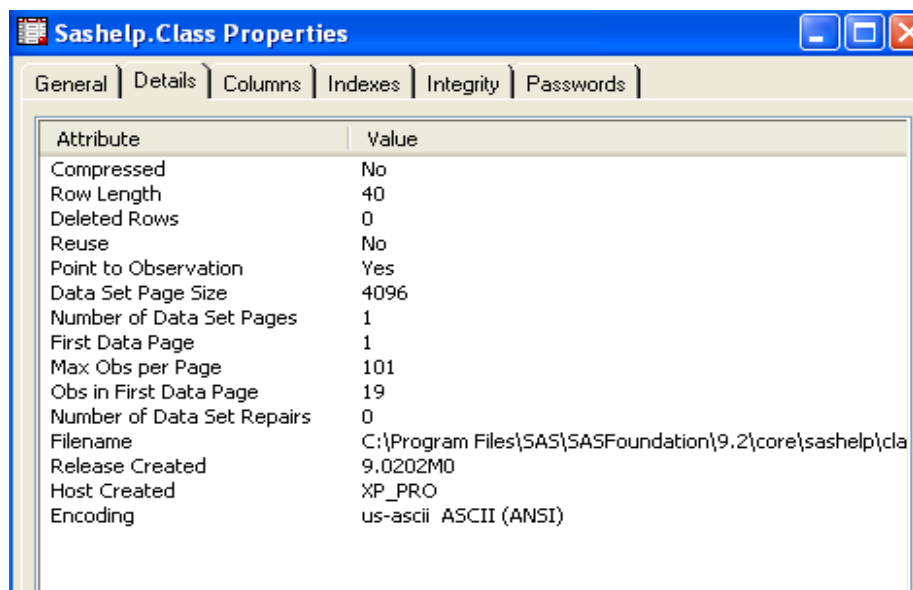 Sashelp.Class Properties
General Details Columns Indexes Integrity Passwords
Attribute Value
Compressed No
Row Length 40
Deleted Rows 0
Reuse No
Point to Observation Yes
Data Set Page Size 4096
Number of Data Set Pages 1
First Data Page 1
Max Obs per Page 101
Obs in First Data Page 19
Number of Data Set Repairs 0
Filename C:\Program Files\SAS\SASFoundation\9.2\core\sashelp\cla
Release Created 9.0202M0
Host Created XP_PRO
Encoding us-ascii ASCII (ANSI)